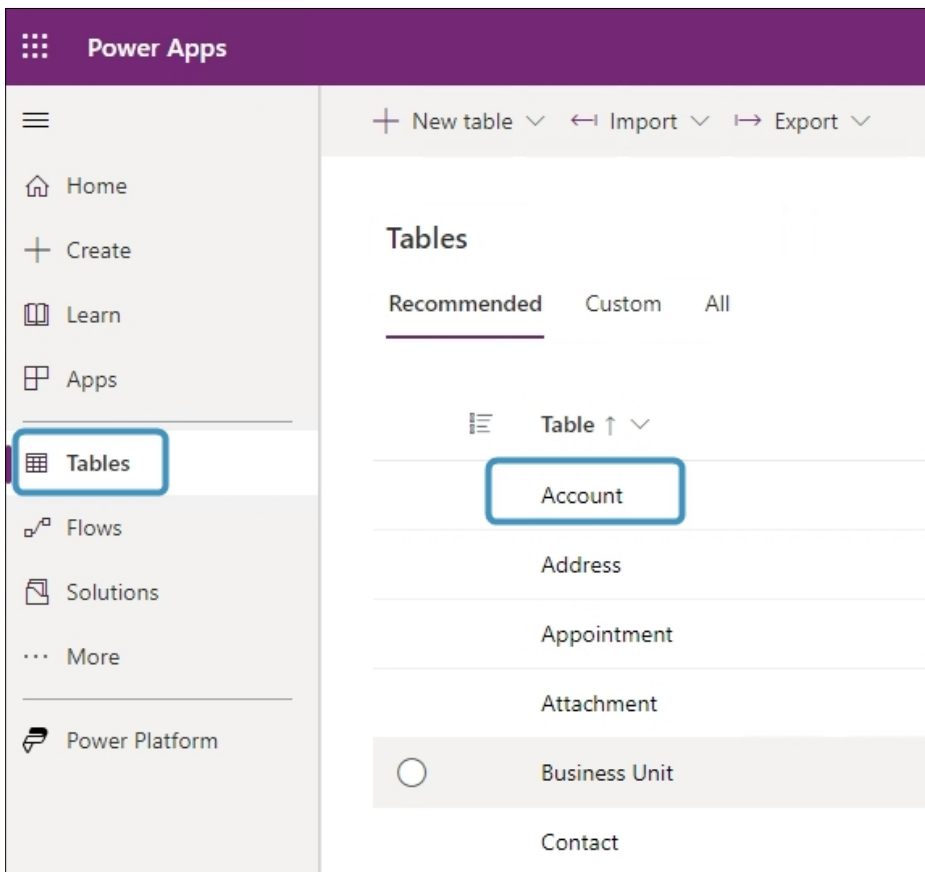 Power Apps
New table Import Export
Home
Create
Learn
Apps
Tables
Flows
Solutions
More
Power Platform
Tables
Recommended Custom All
Table
Account
Address
Appointment
Attachment
Business Unit
Contact